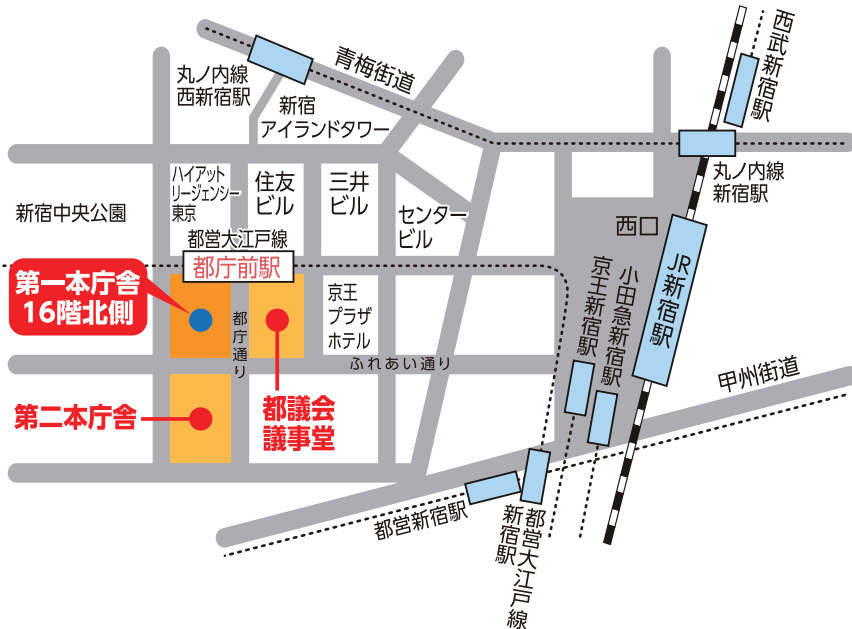 西武新宿駅
青梅街道
丸ノ内線
西新宿駅
新宿
アイランドタワー
丸ノ内線
新宿駅
ハイアット
リージェンシー
東京
住友
ビル
三井
ビル
センター
ビル
新宿中央公園
西口
都営大江戸線
都庁前駅
JR新宿駅
第一本庁舎
16階北側
都庁通り
京王
プラザ
ホテル
京王新宿駅
小田急新宿駅
ふれあい通り
甲州街道
第二本庁舎
都議会
議事堂
都営新宿駅
都営大江戸線
新宿駅